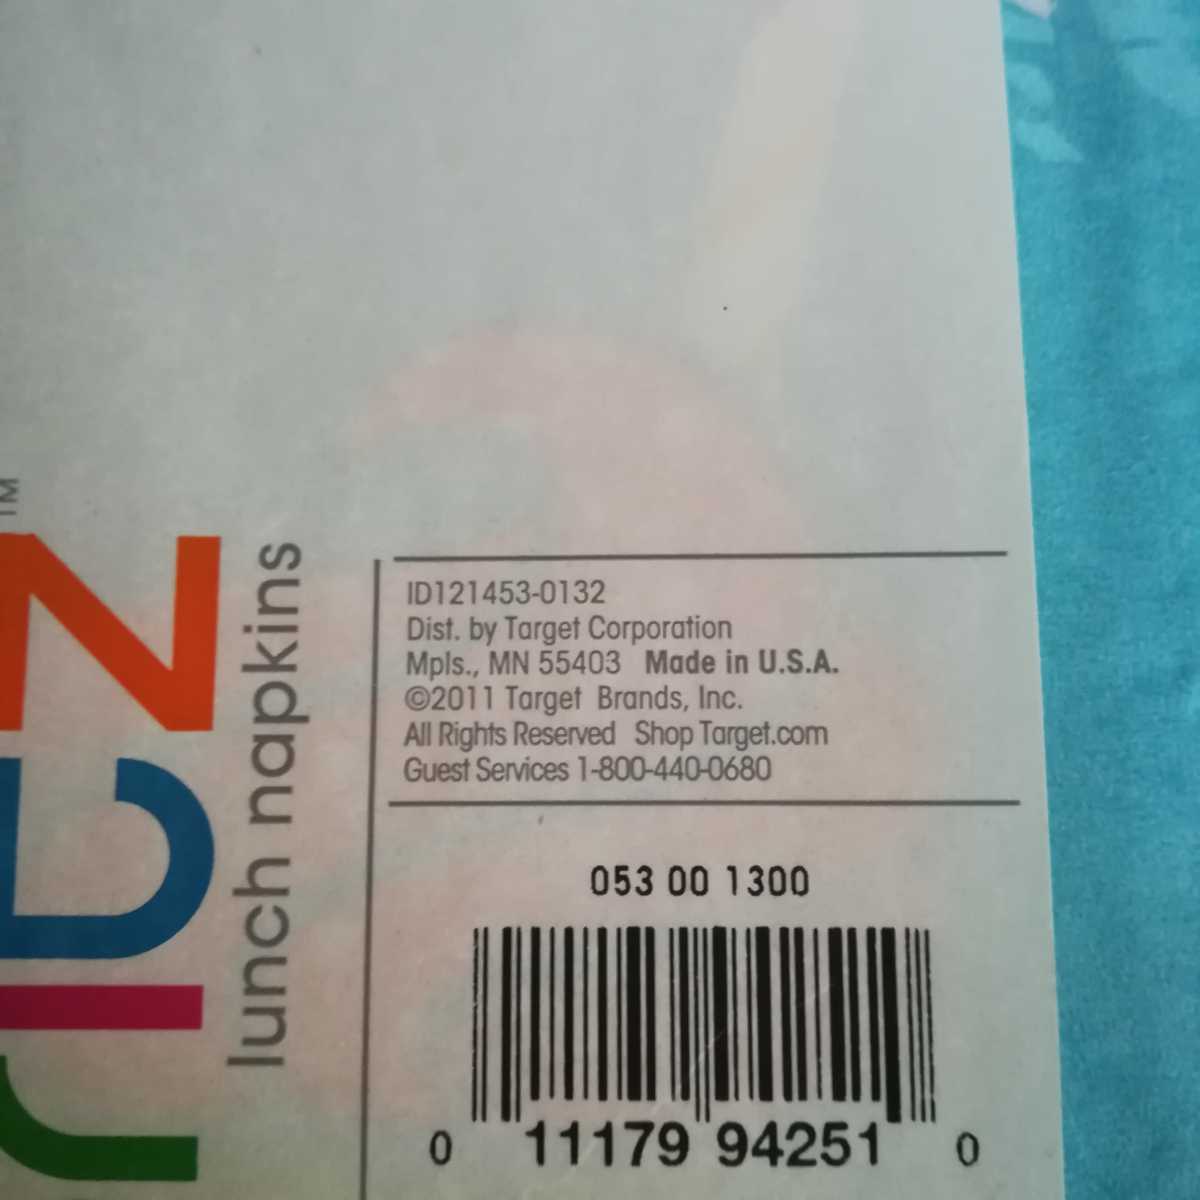 TM
lunch napkins
ID121453-0132
Dist. by Target Corporation
Mpls., MN 55403 Made in U.S.A.
©2011 Target Brands, Inc.
All Rights Reserved Shop Target.com
Guest Services 1-800-440-0680
053 00 1300
0 11179 94251 0